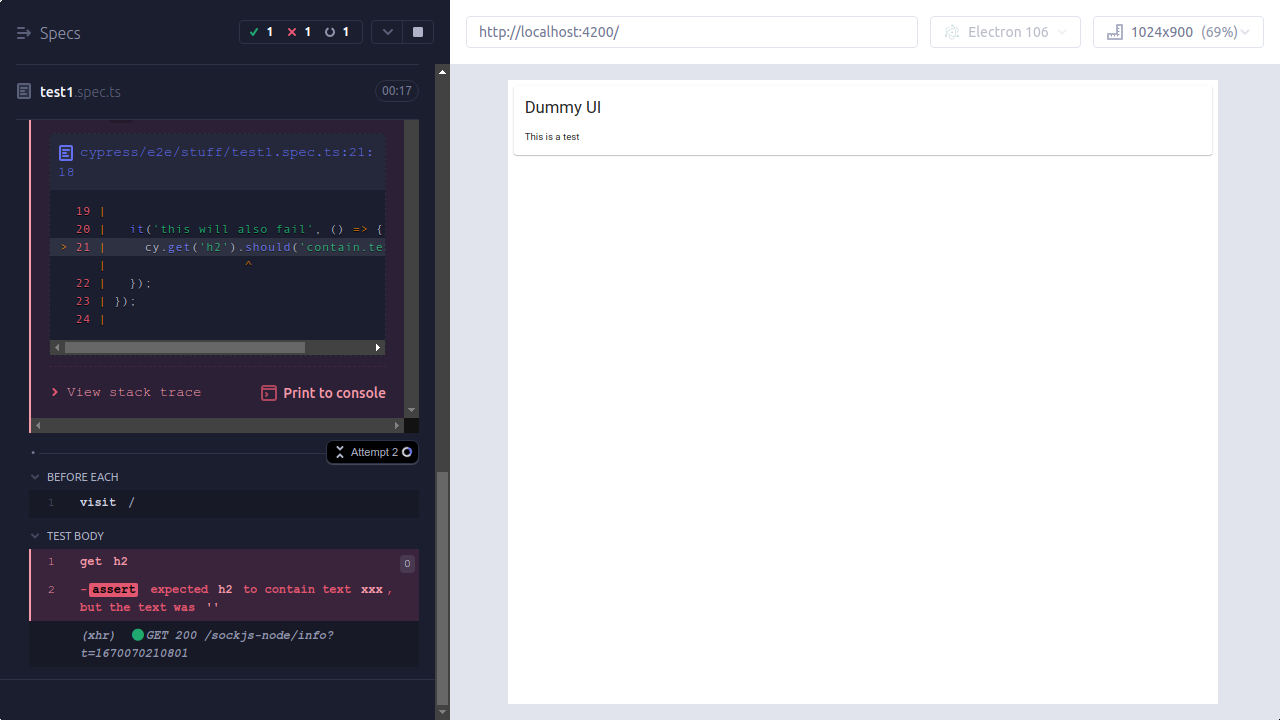 Specs
1 1 1
test1.spec.ts
00:17
cypress/e2e/stuff/test1.spec.ts:21:
18
19 |
20 | it('this will also fail', () => {
> 21 | cy.get('h2').should('contain.te
| ^
22 | });
23 | });
24 |
View stack trace
Print to console
Attempt 2
BEFORE EACH
1 visit /
TEST BODY
1 get h2 0
2 -assert expected h2 to contain text xxx,
but the text was ''
(xhr) GET 200 /sockjs-node/info?
t=1670070210801
http://localhost:4200/
Electron 106
1024x900 (69%)
Dummy UI
This is a test